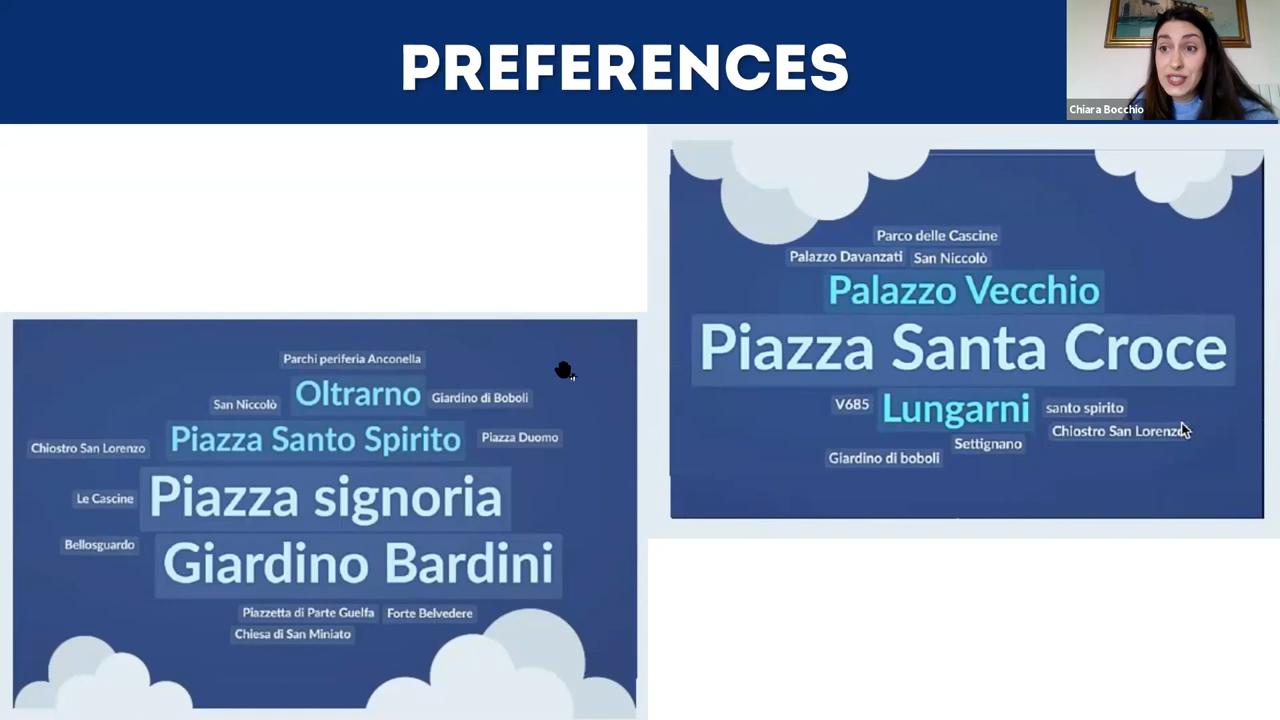 PREFERENCES
Chiara Bocchio
Parchi periferia Anconella
Oltrarno
San Niccolò
Giardino di Boboli
Piazza Santo Spirito
Piazza Duomo
Chiostro San Lorenzo
Piazza signoria
Le Cascine
Bellosguardo
Giardino Bardini
Piazzetta di Parte Guelfa
Forte Belvedere
Chiesa di San Miniato
Parco delle Cascine
Palazzo Davanzati
San Niccolò
Palazzo Vecchio
Piazza Santa Croce
V685
Lungarni
santo spirito
Chiostro San Lorenzo
Settignano
Giardino di boboli